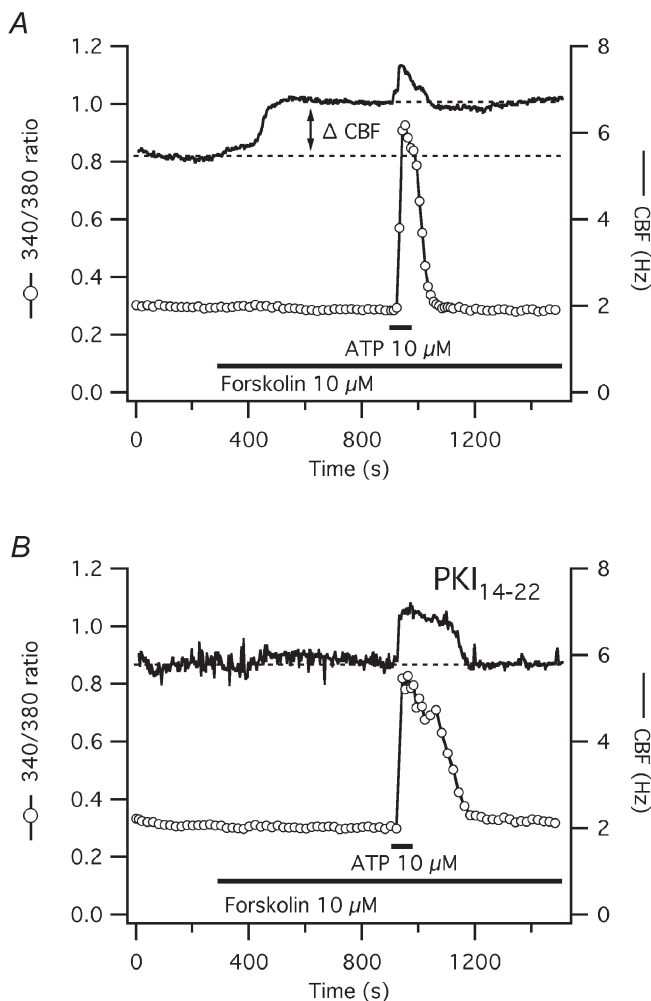 A
1.2
1.0
0.8
0.6
0.4
0.2
0.0
340/380 ratio
8
6
4
2
0
CBF (Hz)
Δ CBF
ATP 10 µM
Forskolin 10 µM
0
400
800
1200
Time (s)
B
1.2
1.0
0.8
0.6
0.4
0.2
0.0
340/380 ratio
8
6
4
2
0
CBF (Hz)
PKI14-22
ATP 10 µM
Forskolin 10 µM
0
400
800
1200
Time (s)